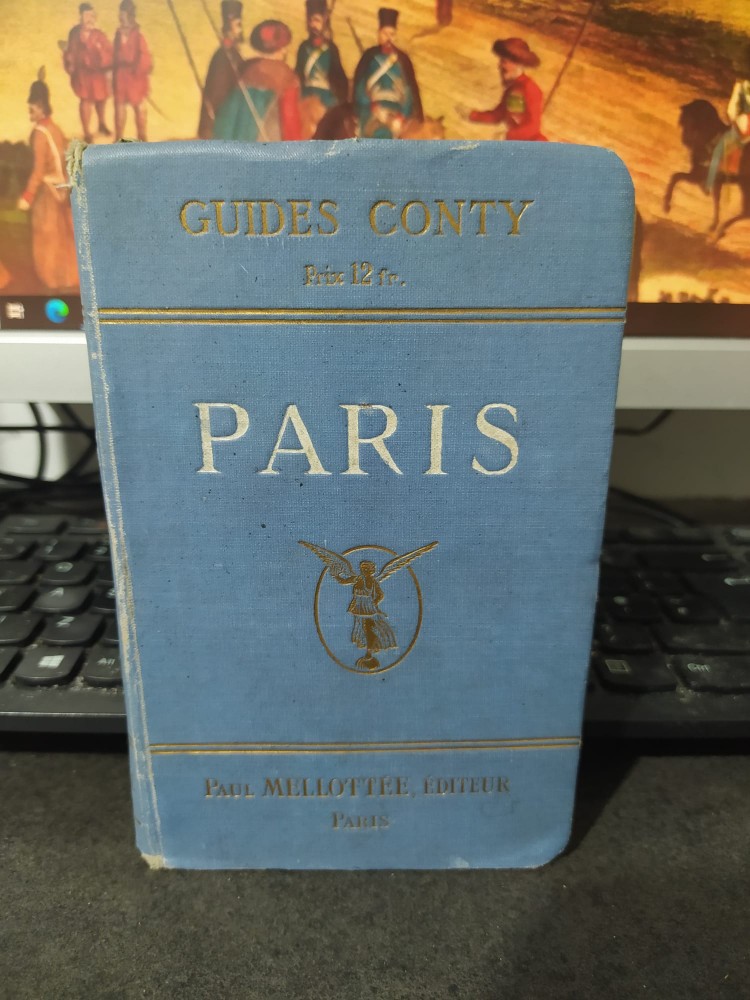 GUIDES CONTY
Prix 12 fr.
PARIS
PAUL MELLOTTÉE, ÉDITEUR
PARIS